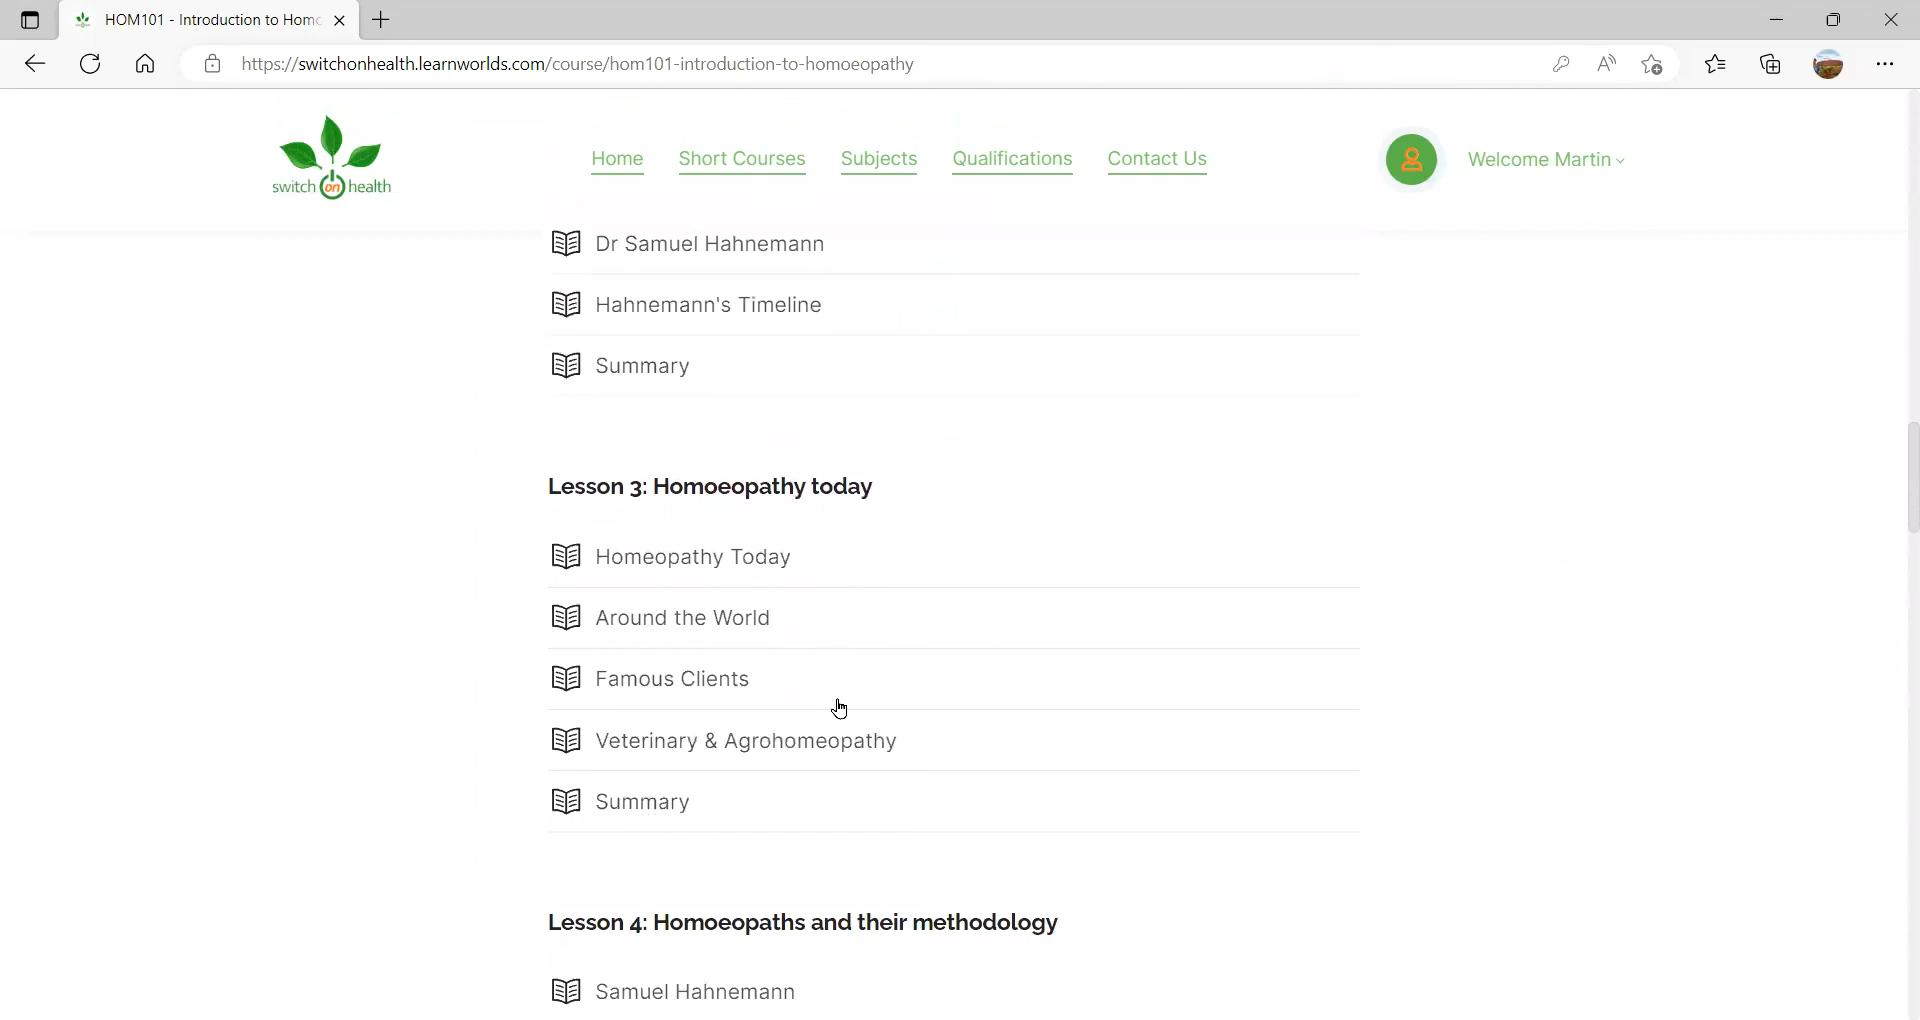 HOM101 - Introduction to Hom
https://switchonhealth.learnworlds.com/course/hom101-introduction-to-homoeopathy
switch on health
Home Short Courses Subjects Qualifications Contact Us
Welcome Martin
Dr Samuel Hahnemann
Hahnemann's Timeline
Summary
Lesson 3: Homoeopathy today
Homeopathy Today
Around the World
Famous Clients
Veterinary & Agrohomeopathy
Summary
Lesson 4: Homoeopaths and their methodology
Samuel Hahnemann